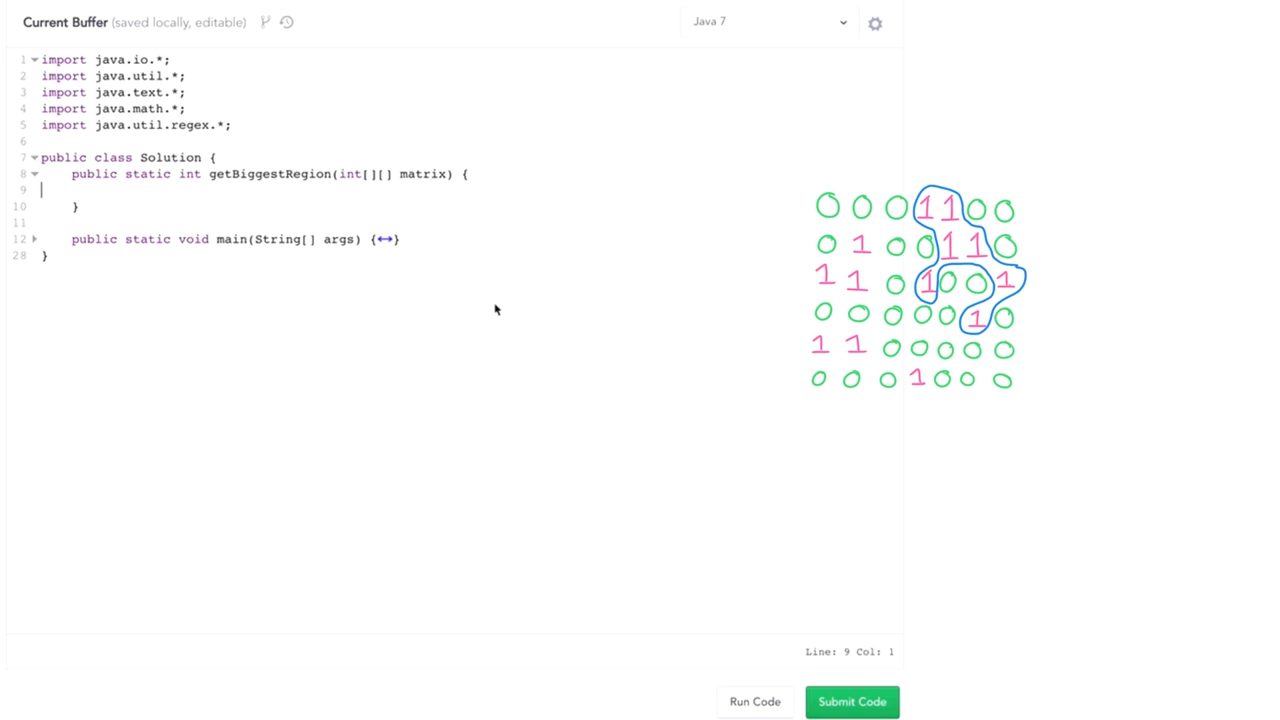 Current Buffer (saved locally, editable)
Java 7
1 import java.io.*;
2 import java.util.*;
3 import java.text.*;
4 import java.math.*;
5 import java.util.regex.*;
6
7 public class Solution {
8 public static int getBiggestRegion(int[][] matrix) {
9
10 }
11
12 public static void main(String[] args) {↔}
28 }
0 0 0 1 1 0 0
0 1 0 0 1 1 0
1 1 0 1 0 0 1
0 0 0 0 0 1 0
1 1 0 0 0 0 0
0 0 0 1 0 0 0
Line: 9 Col: 1
Run Code
Submit Code